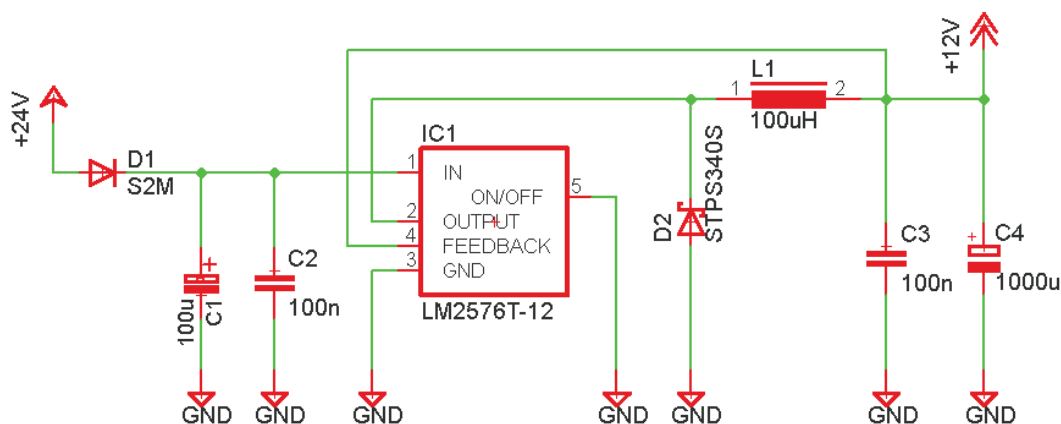 +24V
D1
S2M
100u
C1
C2
100n
IC1
1
IN
ON/OFF
5
2
OUTPUT
4
FEEDBACK
3
GND
LM2576T-12
L1
1
2
100uH
D2
STPS340S
+12V
C3
100n
C4
1000u
GND
GND
GND
GND
GND
GND
GND